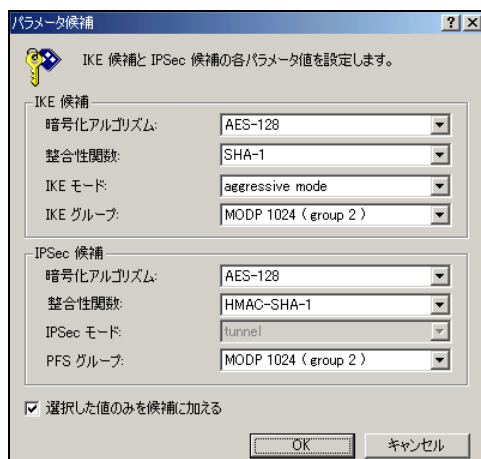 パラメータ候補
IKE 候補と IPSec 候補の各パラメータ値を設定します。
IKE 候補
暗号化アルゴリズム: AES-128
整合性関数: SHA-1
IKE モード: aggressive mode
IKE グループ: MODP 1024 ( group 2 )
IPSec 候補
暗号化アルゴリズム: AES-128
整合性関数: HMAC-SHA-1
IPSec モード: tunnel
PFS グループ: MODP 1024 ( group 2 )
選択した値のみを候補に加える
OK キャンセル